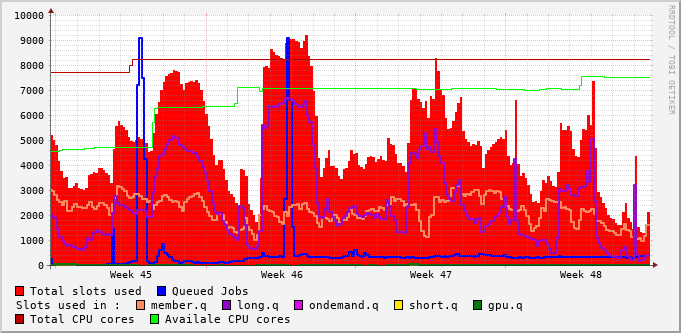 RRDTOOL / TOBI OETIKER
10000
9000
8000
7000
6000
5000
4000
3000
2000
1000
0
Week 45 Week 46 Week 47 Week 48
Total slots used Queued Jobs
Slots used in : member.q long.q ondemand.q short.q gpu.q
Total CPU cores Availale CPU cores